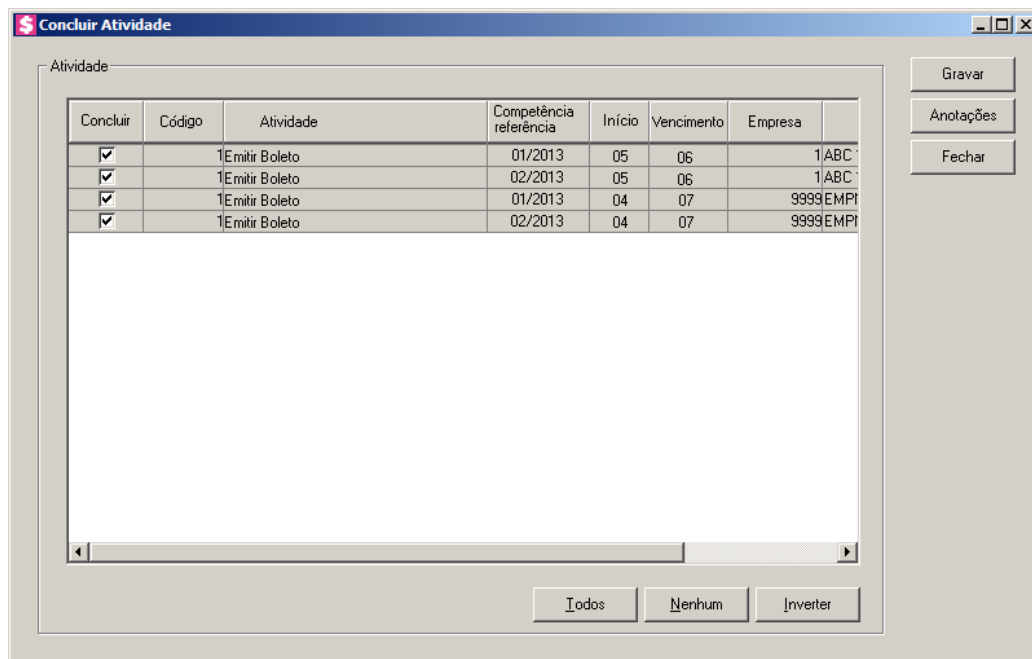 Concluir Atividade
Atividade
Gravar
Anotações
Fechar
Concluir Código Atividade Competência referência Início Vencimento Empresa
1 Emitir Boleto 01/2013 05 06 1 ABC
1 Emitir Boleto 02/2013 05 06 1 ABC
1 Emitir Boleto 01/2013 04 07 9999 EMP
1 Emitir Boleto 02/2013 04 07 9999 EMP
Todos Nenhum Inverter